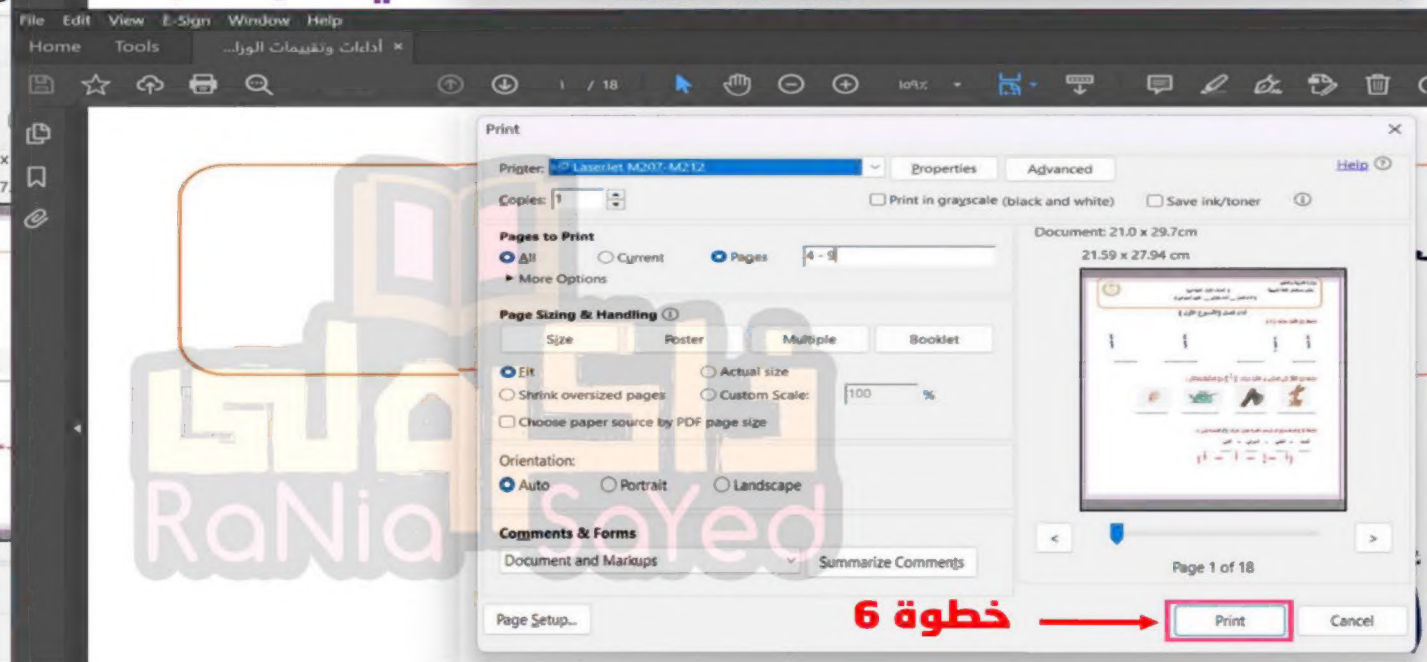 File Edit View E-Sign Window Help
Home Tools أداءات وتقييمات الوزا... ×
1 / 18 109%
Print ×
Printer: LaserJet M207-M212 Properties Advanced Help
Copies: 1 Print in grayscale (black and white) Save ink/toner
Pages to Print
All Current Pages 4 - 9
More Options
Document: 21.0 x 29.7cm
21.59 x 27.94 cm
Page Sizing & Handling
Size Poster Multiple Booklet
Fit Actual size
Shrink oversized pages Custom Scale: 100 %
Choose paper source by PDF page size
Orientation:
Auto Portrait Landscape
ذاكرولى
RaNia SaYed
Comments & Forms
Document and Markups Summarize Comments
< >
Page 1 of 18
Page Setup... خطوة 6 Print Cancel